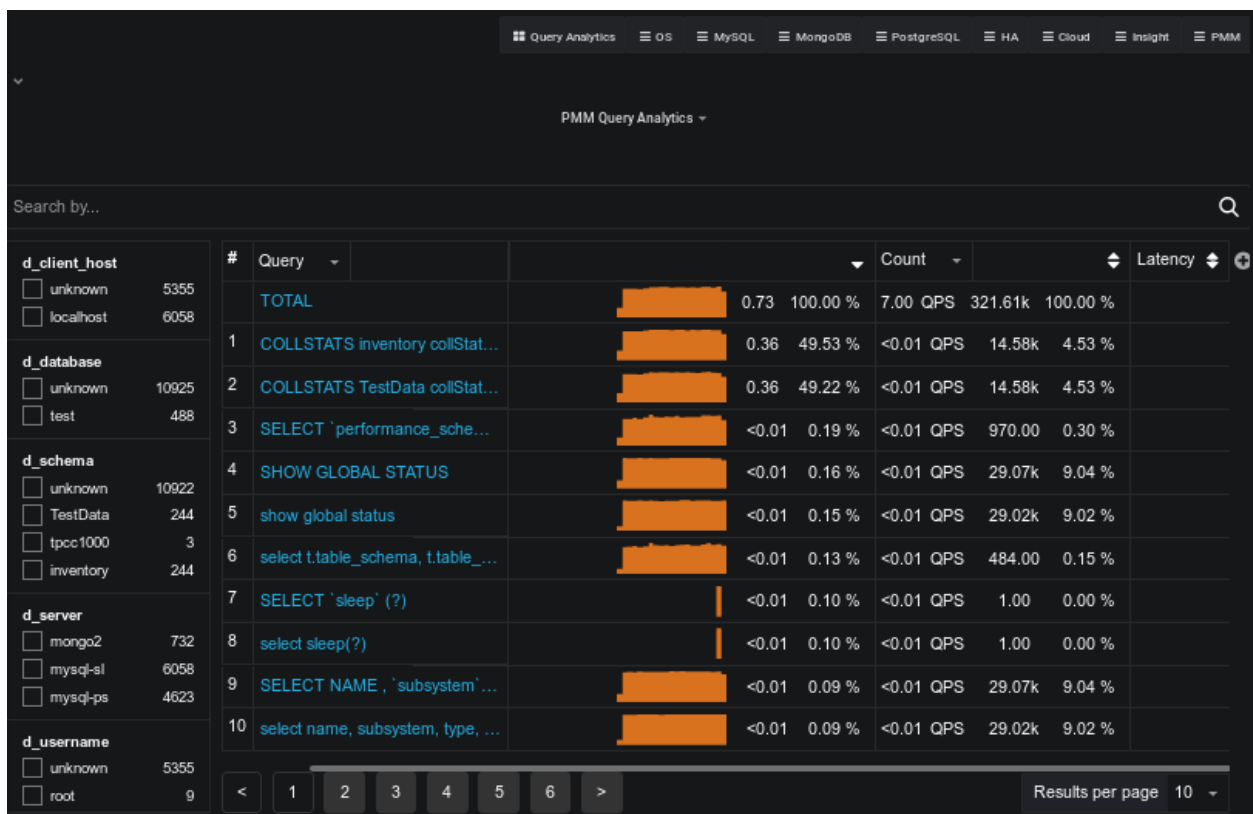 Query Analytics OS MySQL MongoDB PostgreSQL HA Cloud Insight PMM
PMM Query Analytics
Search by...
d_client_host
unknown 5355
localhost 6058
d_database
unknown 10925
test 488
d_schema
unknown 10922
TestData 244
tpcc1000 3
inventory 244
d_server
mongo2 732
mysql-sl 6058
mysql-ps 4623
d_username
unknown 5355
root 9
# Query Count Latency
TOTAL 0.73 100.00 % 7.00 QPS 321.61k 100.00 %
1 COLLSTATS inventory collStat... 0.36 49.53 % <0.01 QPS 14.58k 4.53 %
2 COLLSTATS TestData collStat... 0.36 49.22 % <0.01 QPS 14.58k 4.53 %
3 SELECT `performance_sche... <0.01 0.19 % <0.01 QPS 970.00 0.30 %
4 SHOW GLOBAL STATUS <0.01 0.16 % <0.01 QPS 29.07k 9.04 %
5 show global status <0.01 0.15 % <0.01 QPS 29.02k 9.02 %
6 select t.table_schema, t.table_... <0.01 0.13 % <0.01 QPS 484.00 0.15 %
7 SELECT `sleep` (?) <0.01 0.10 % <0.01 QPS 1.00 0.00 %
8 select sleep(?) <0.01 0.10 % <0.01 QPS 1.00 0.00 %
9 SELECT NAME , `subsystem`... <0.01 0.09 % <0.01 QPS 29.07k 9.04 %
10 select name, subsystem, type, ... <0.01 0.09 % <0.01 QPS 29.02k 9.02 %
< 1 2 3 4 5 6 > Results per page 10